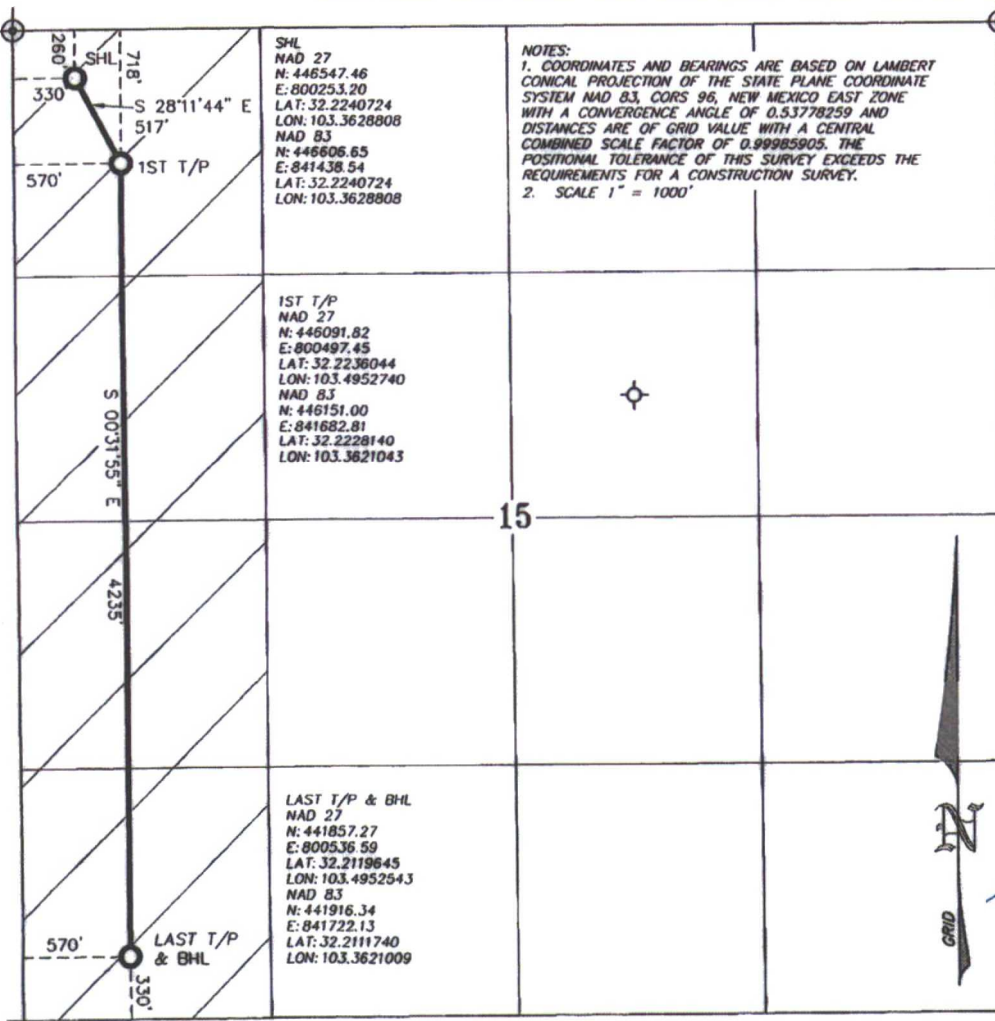 260'
SHL
718'
330'
S 28°11'44" E
517'
570'
1ST T/P
S 00°31'55" E
4235'
570'
LAST T/P
& BHL
330'
SHL
NAD 27
N: 446547.46
E: 800253.20
LAT: 32.2240724
LON: 103.3628808
NAD 83
N: 446606.65
E: 841438.54
LAT: 32.2240724
LON: 103.3628808
1ST T/P
NAD 27
N: 446091.82
E: 800497.45
LAT: 32.2236044
LON: 103.4952740
NAD 83
N: 446151.00
E: 841682.81
LAT: 32.2228140
LON: 103.3621043
LAST T/P & BHL
NAD 27
N: 441857.27
E: 800536.59
LAT: 32.2119645
LON: 103.4952543
NAD 83
N: 441916.34
E: 841722.13
LAT: 32.2111740
LON: 103.3621009
NOTES:
1. COORDINATES AND BEARINGS ARE BASED ON LAMBERT
CONICAL PROJECTION OF THE STATE PLANE COORDINATE
SYSTEM NAD 83, CORS 96, NEW MEXICO EAST ZONE
WITH A CONVERGENCE ANGLE OF 0.53778259 AND
DISTANCES ARE OF GRID VALUE WITH A CENTRAL
COMBINED SCALE FACTOR OF 0.99985905. THE
POSITIONAL TOLERANCE OF THIS SURVEY EXCEEDS THE
REQUIREMENTS FOR A CONSTRUCTION SURVEY.
2. SCALE 1" = 1000'
15
N
GRID